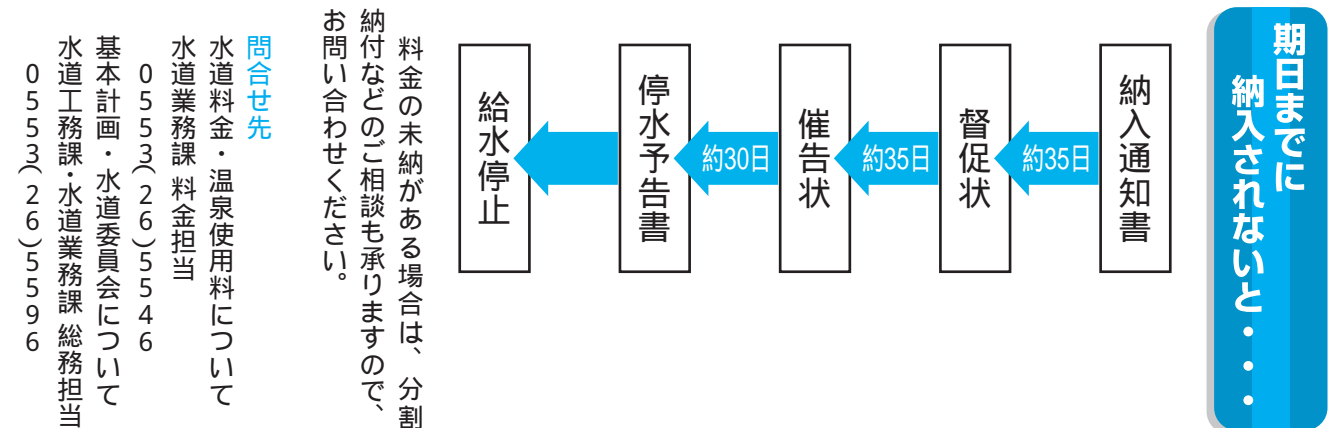 期日までに
納入されないと・・・
納入通知書
約35日
督促状
約35日
催告状
約30日
停水予告書
給水停止
料金の未納がある場合は、分割
納付などのご相談も承りますので、
お問い合わせください。
問合せ先
水道料金・温泉使用料について
水道業務課 料金担当
0553(26)5546
基本計画・水道委員会について
水道工務課・水道業務課 総務担当
0553(26)5596